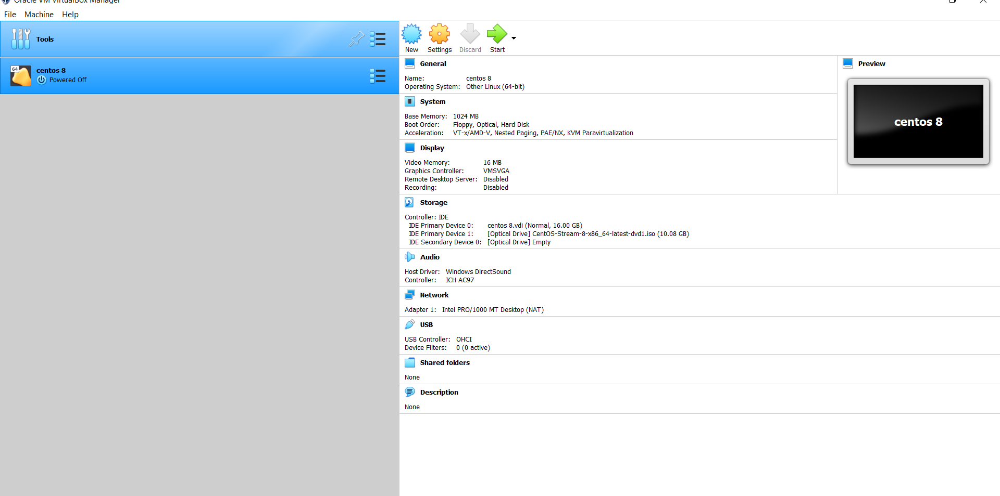 Oracle VM VirtualBox Manager
File Machine Help
Tools
64
centos 8
Powered Off
New Settings Discard Start
General
Name: centos 8
Operating System: Other Linux (64-bit)
Preview
centos 8
System
Base Memory: 1024 MB
Boot Order: Floppy, Optical, Hard Disk
Acceleration: VT-x/AMD-V, Nested Paging, PAE/NX, KVM Paravirtualization
Display
Video Memory: 16 MB
Graphics Controller: VMSVGA
Remote Desktop Server: Disabled
Recording: Disabled
Storage
Controller: IDE
IDE Primary Device 0: centos 8.vdi (Normal, 16.00 GB)
IDE Primary Device 1: [Optical Drive] CentOS-Stream-8-x86_64-latest-dvd1.iso (10.08 GB)
IDE Secondary Device 0: [Optical Drive] Empty
Audio
Host Driver: Windows DirectSound
Controller: ICH AC97
Network
Adapter 1: Intel PRO/1000 MT Desktop (NAT)
USB
USB Controller: OHCI
Device Filters: 0 (0 active)
Shared folders
None
Description
None